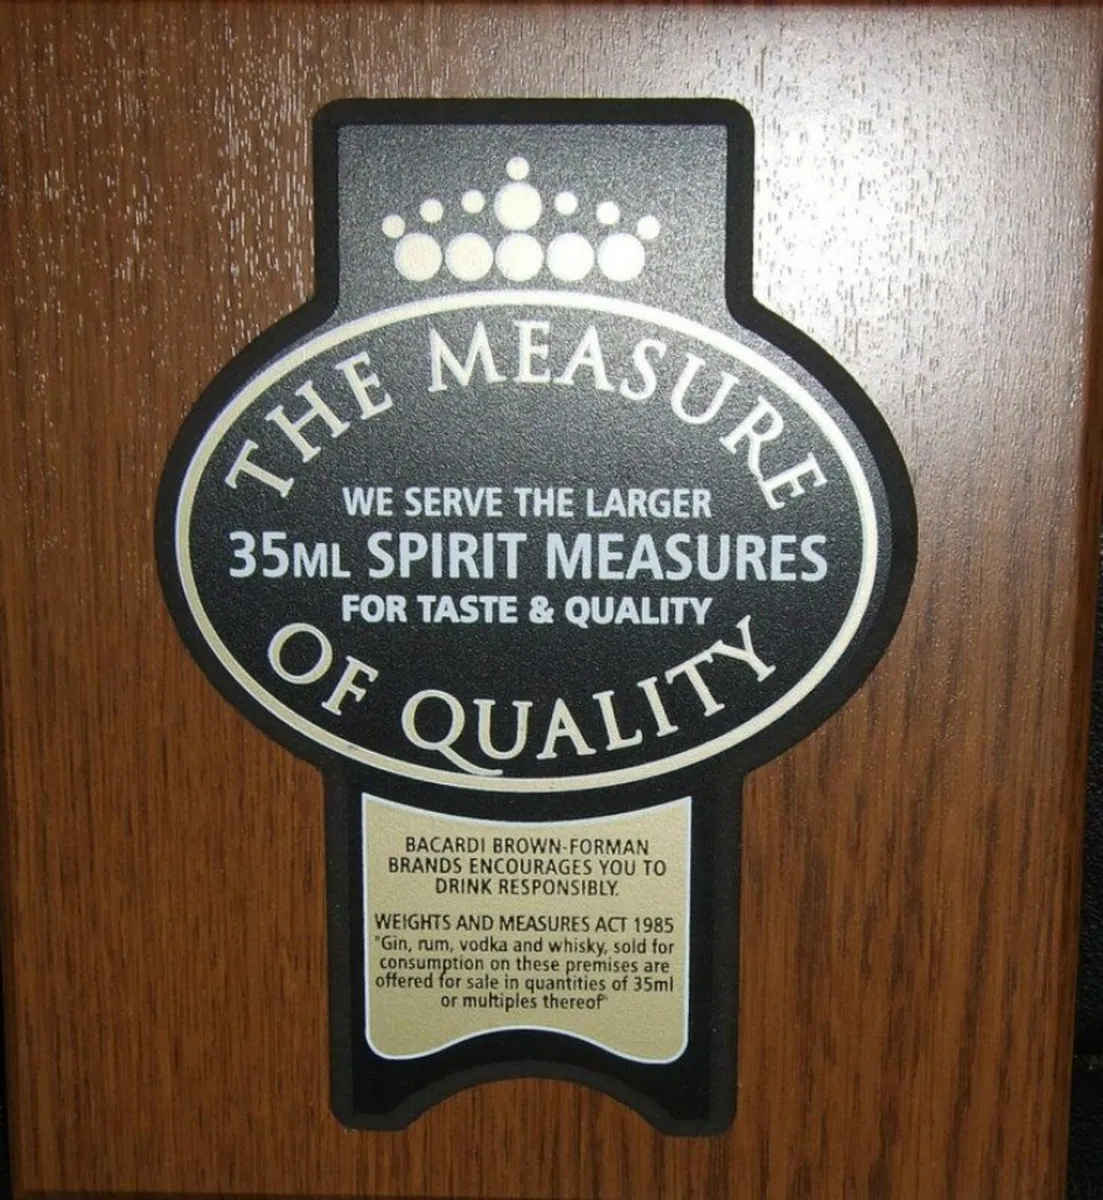 THE MEASURE
WE SERVE THE LARGER
35ML SPIRIT MEASURES
FOR TASTE & QUALITY
OF QUALITY
BACARDI BROWN-FORMAN
BRANDS ENCOURAGES YOU TO
DRINK RESPONSIBLY.
WEIGHTS AND MEASURES ACT 1985
"Gin, rum, vodka and whisky, sold for
consumption on these premises are
offered for sale in quantities of 35ml
or multiples thereof"